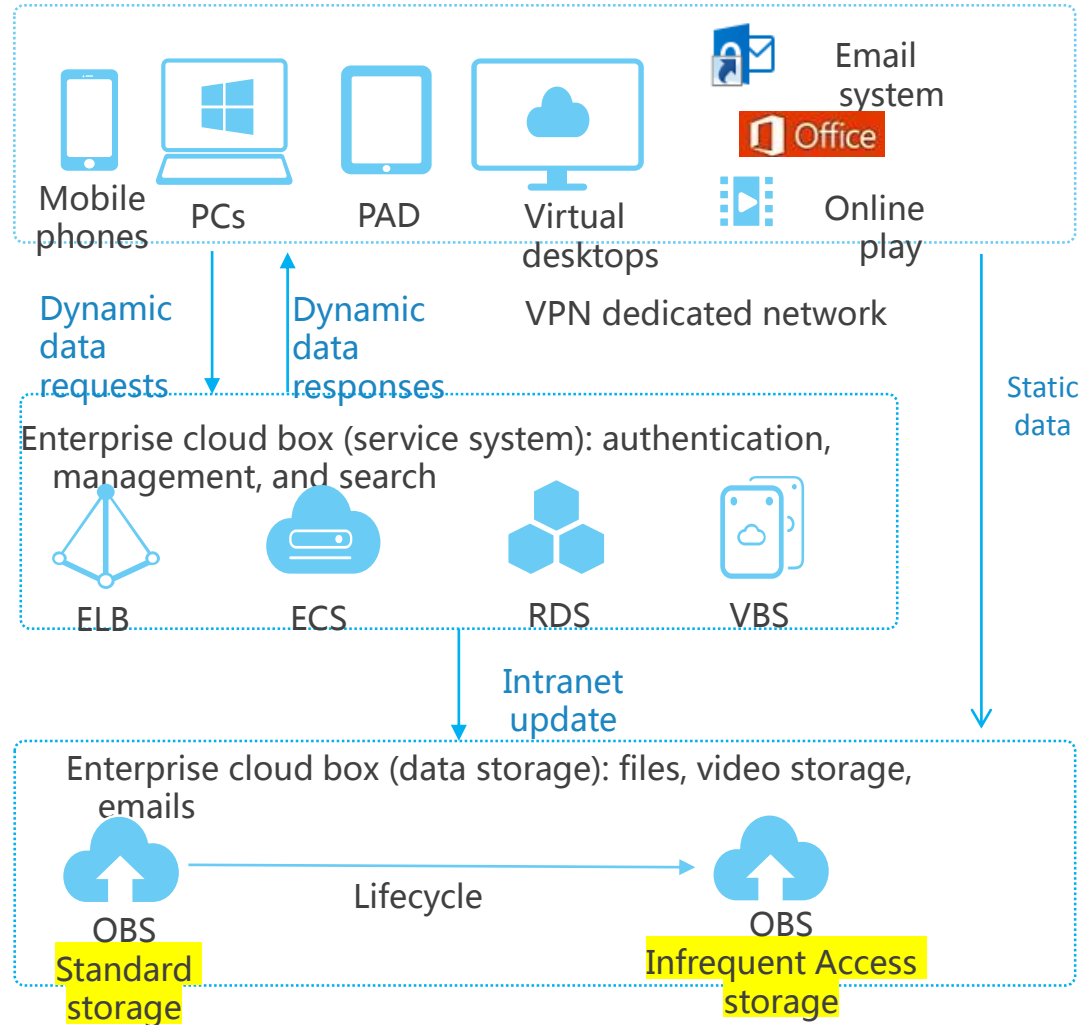 Email
system
Office
Mobile
phones
PCs
PAD
Virtual
desktops
Online
play
Dynamic
data
requests
Dynamic
data
responses
VPN dedicated network
Static
data
Enterprise cloud box (service system): authentication,
management, and search
ELB
ECS
RDS
VBS
Intranet
update
Enterprise cloud box (data storage): files, video storage,
emails
Lifecycle
OBS
Standard
storage
OBS
Infrequent Access
storage